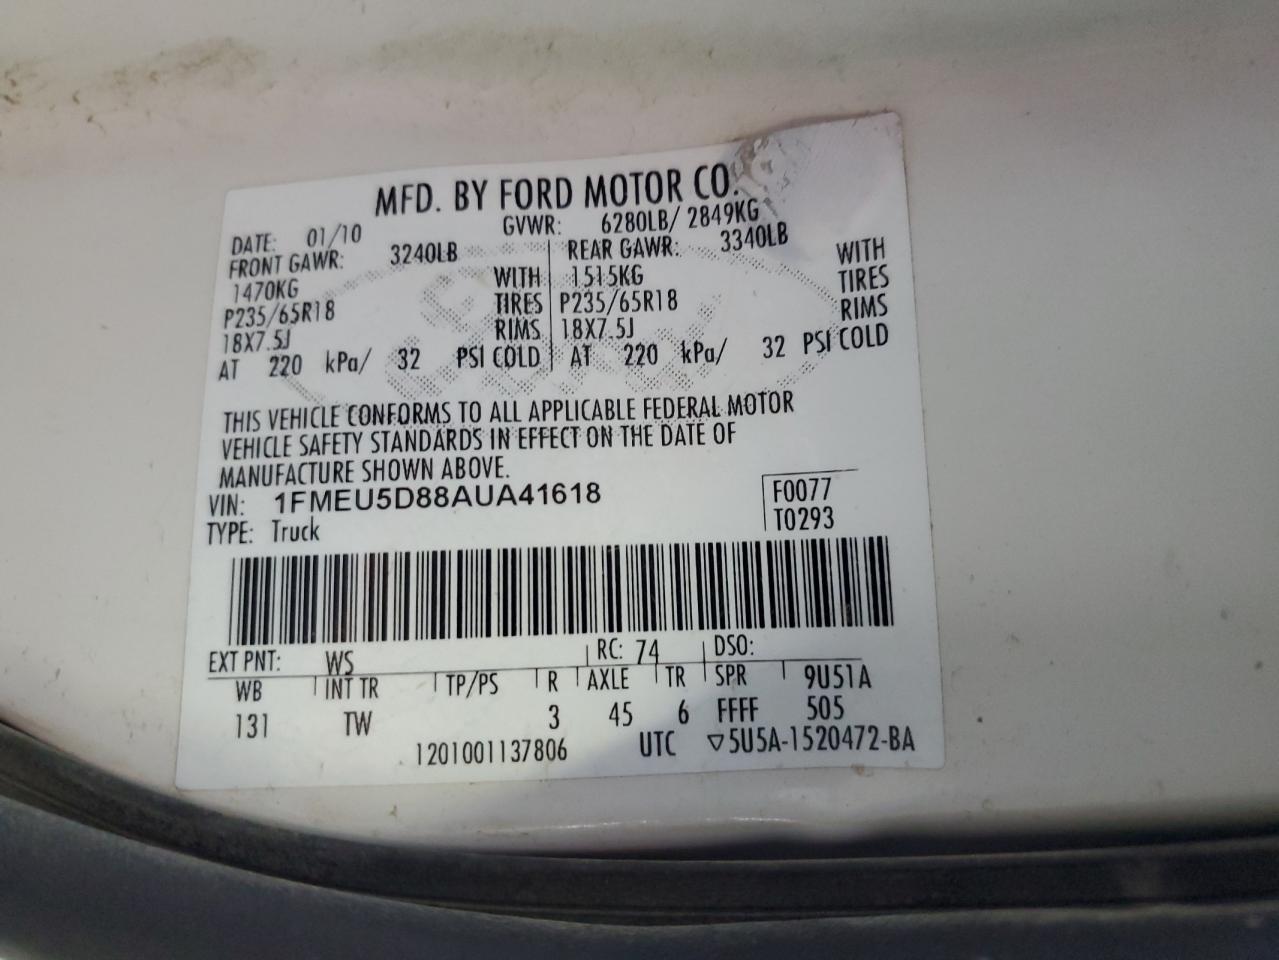 MFD. BY FORD MOTOR CO.
DATE: 01/10 GVWR: 6280LB/ 2849KG
FRONT GAWR: 3240LB REAR GAWR: 3340LB
1470KG WITH 1515KG WITH
P235/65R18 TIRES P235/65R18 TIRES
18X7.5J RIMS 18X7.5J RIMS
AT 220 kPa/ 32 PSI COLD AT 220 kPa/ 32 PSI COLD
THIS VEHICLE CONFORMS TO ALL APPLICABLE FEDERAL MOTOR
VEHICLE SAFETY STANDARDS IN EFFECT ON THE DATE OF
MANUFACTURE SHOWN ABOVE.
VIN: 1FMEU5D88AUA41618 F0077
TYPE: Truck T0293
EXT PNT: WS RC: 74 DSO:
WB INT TR TP/PS R AXLE TR SPR 9U51A
131 TW 3 45 6 FFFF 505
1201001137806 UTC ▽5U5A-1520472-BA